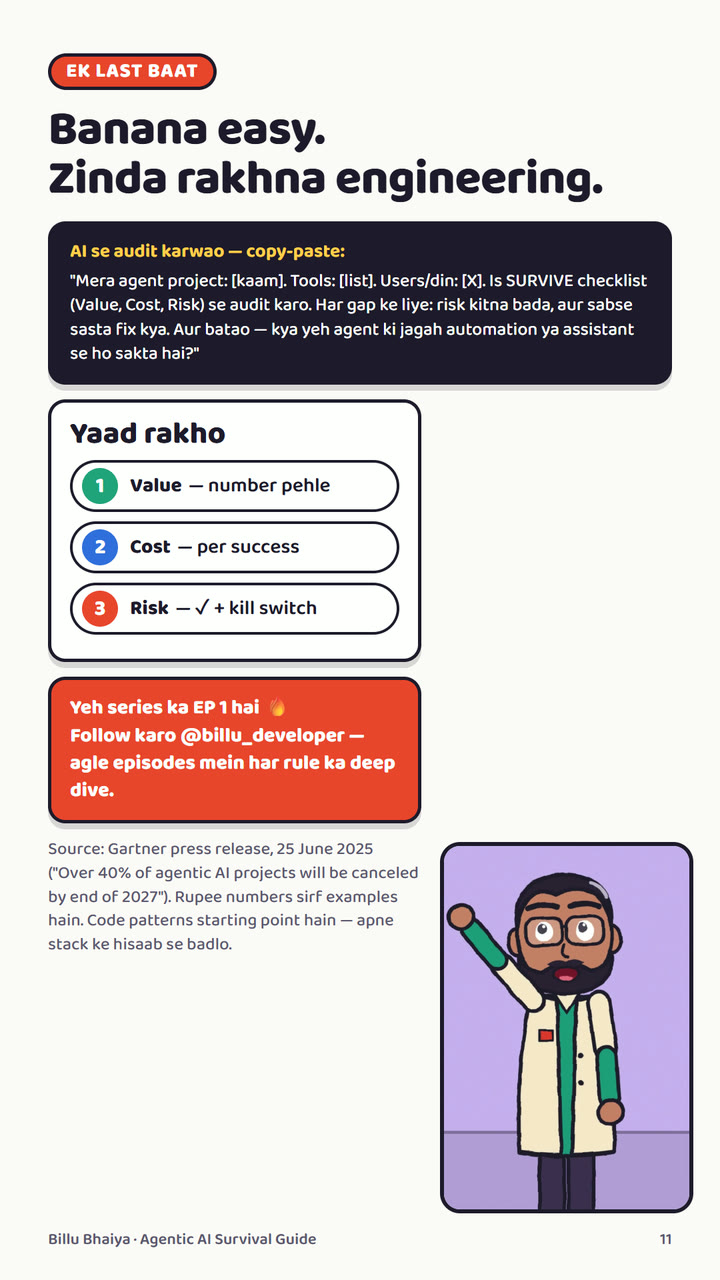 EK LAST BAAT
Banana easy.
Zinda rakhna engineering.
AI se audit karwao — copy-paste:
"Mera agent project: [kaam]. Tools: [list]. Users/din: [X]. Is SURVIVE checklist
(Value, Cost, Risk) se audit karo. Har gap ke liye: risk kitna bada, aur sabse
sasta fix kya. Aur batao — kya yeh agent ki jagah automation ya assistant
se ho sakta hai?"
Yaad rakho
1 Value — number pehle
2 Cost — per success
3 Risk — ✓ + kill switch
Yeh series ka EP 1 hai 🔥
Follow karo @billu_developer —
agle episodes mein har rule ka deep
dive.
Source: Gartner press release, 25 June 2025
("Over 40% of agentic AI projects will be canceled
by end of 2027"). Rupee numbers sirf examples
hain. Code patterns starting point hain — apne
stack ke hisaab se badlo.
Billu Bhaiya · Agentic AI Survival Guide
11